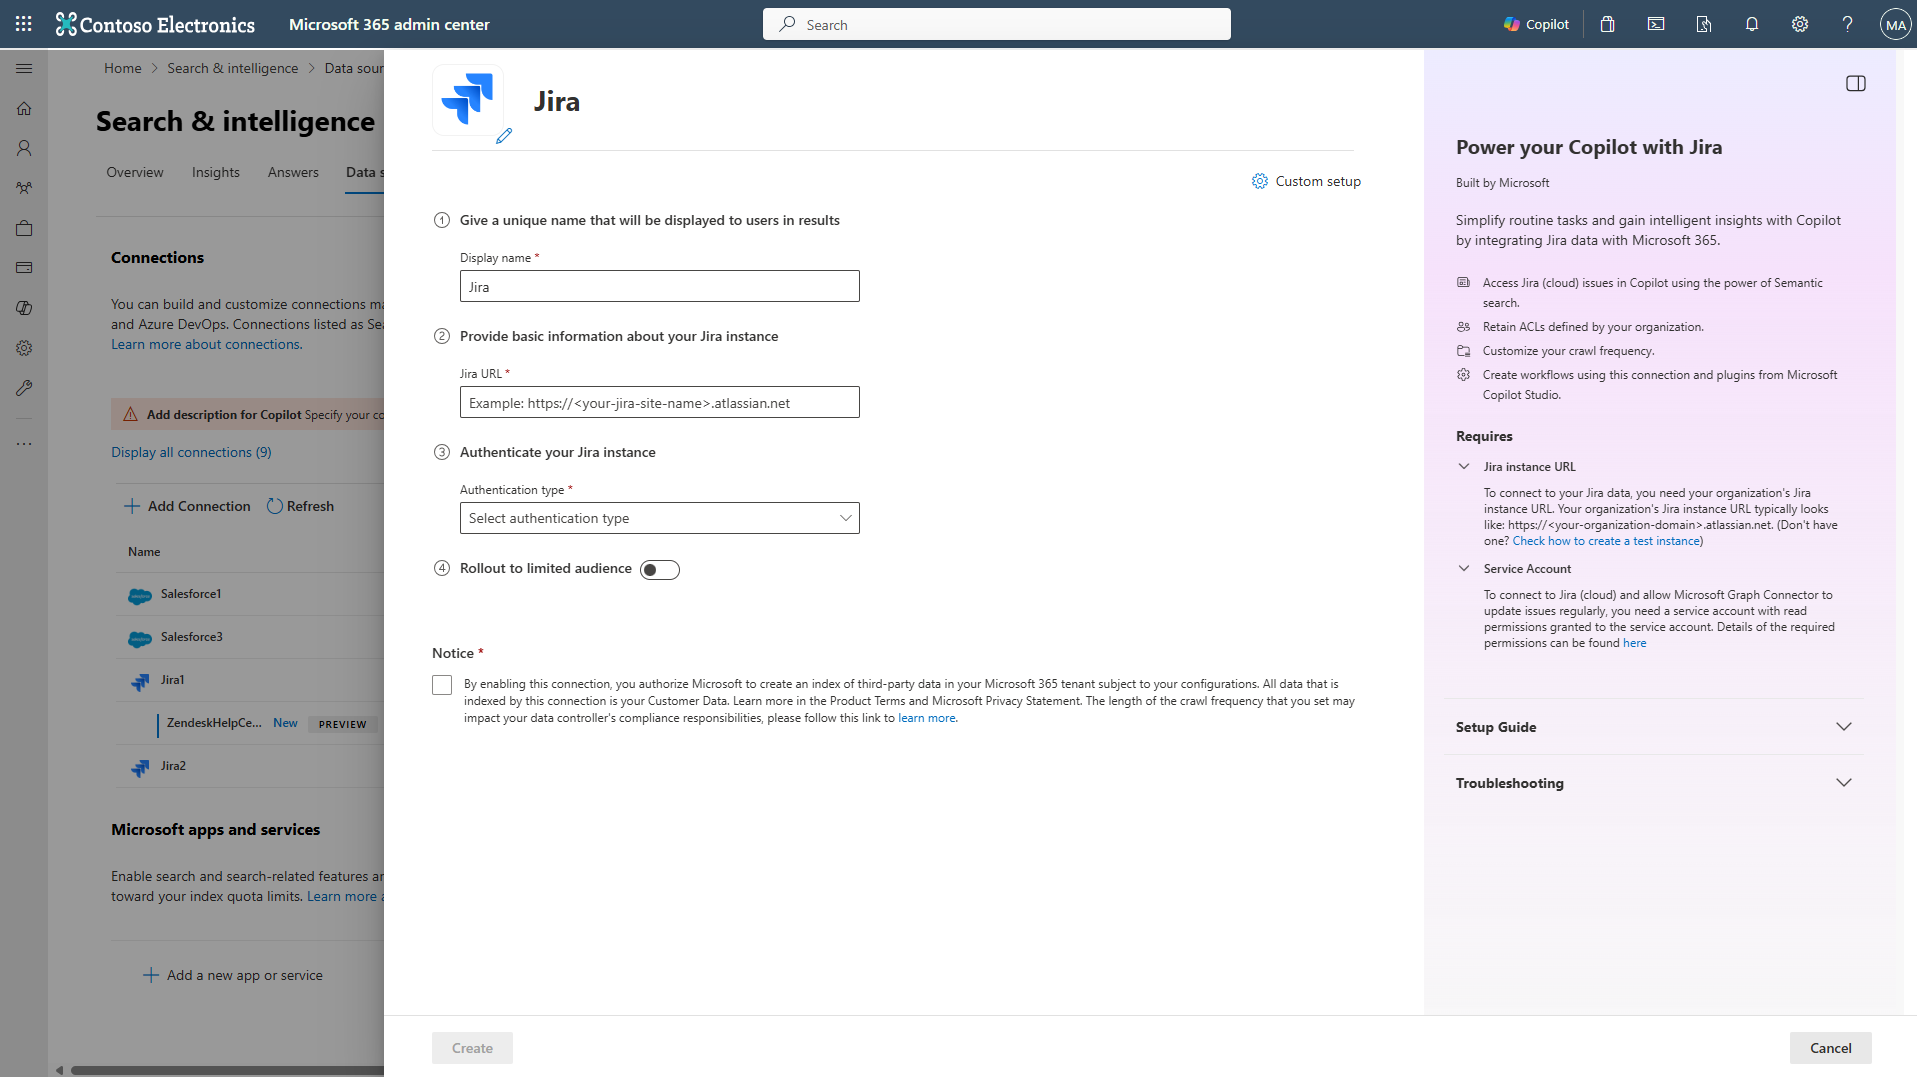 Contoso Electronics
Microsoft 365 admin center
Search
Copilot
MA
Home > Search & intelligence > Data sour
Search & intelligence
Overview
Insights
Answers
Data s
Connections
You can build and customize connections ma
and Azure DevOps. Connections listed as Sea
Learn more about connections.
Add description for Copilot Specify your co
Display all connections (9)
Add Connection
Refresh
Name
Salesforce1
Salesforce3
Jira1
ZendeskHelpCe... New PREVIEW
Jira2
Microsoft apps and services
Enable search and search-related features an
toward your index quota limits. Learn more a
Add a new app or service
Jira
Custom setup
1 Give a unique name that will be displayed to users in results
Display name *
Jira
2 Provide basic information about your Jira instance
Jira URL *
Example: https://<your-jira-site-name>.atlassian.net
3 Authenticate your Jira instance
Authentication type *
Select authentication type
4 Rollout to limited audience
Notice *
By enabling this connection, you authorize Microsoft to create an index of third-party data in your Microsoft 365 tenant subject to your configurations. All data that is
indexed by this connection is your Customer Data. Learn more in the Product Terms and Microsoft Privacy Statement. The length of the crawl frequency that you set may
impact your data controller's compliance responsibilities, please follow this link to learn more.
Create
Cancel
Power your Copilot with Jira
Built by Microsoft
Simplify routine tasks and gain intelligent insights with Copilot
by integrating Jira data with Microsoft 365.
Access Jira (cloud) issues in Copilot using the power of Semantic
search.
Retain ACLs defined by your organization.
Customize your crawl frequency.
Create workflows using this connection and plugins from Microsoft
Copilot Studio.
Requires
Jira instance URL
To connect to your Jira data, you need your organization's Jira
instance URL. Your organization's Jira instance URL typically looks
like: https://<your-organization-domain>.atlassian.net. (Don't have
one? Check how to create a test instance)
Service Account
To connect to Jira (cloud) and allow Microsoft Graph Connector to
update issues regularly, you need a service account with read
permissions granted to the service account. Details of the required
permissions can be found here
Setup Guide
Troubleshooting